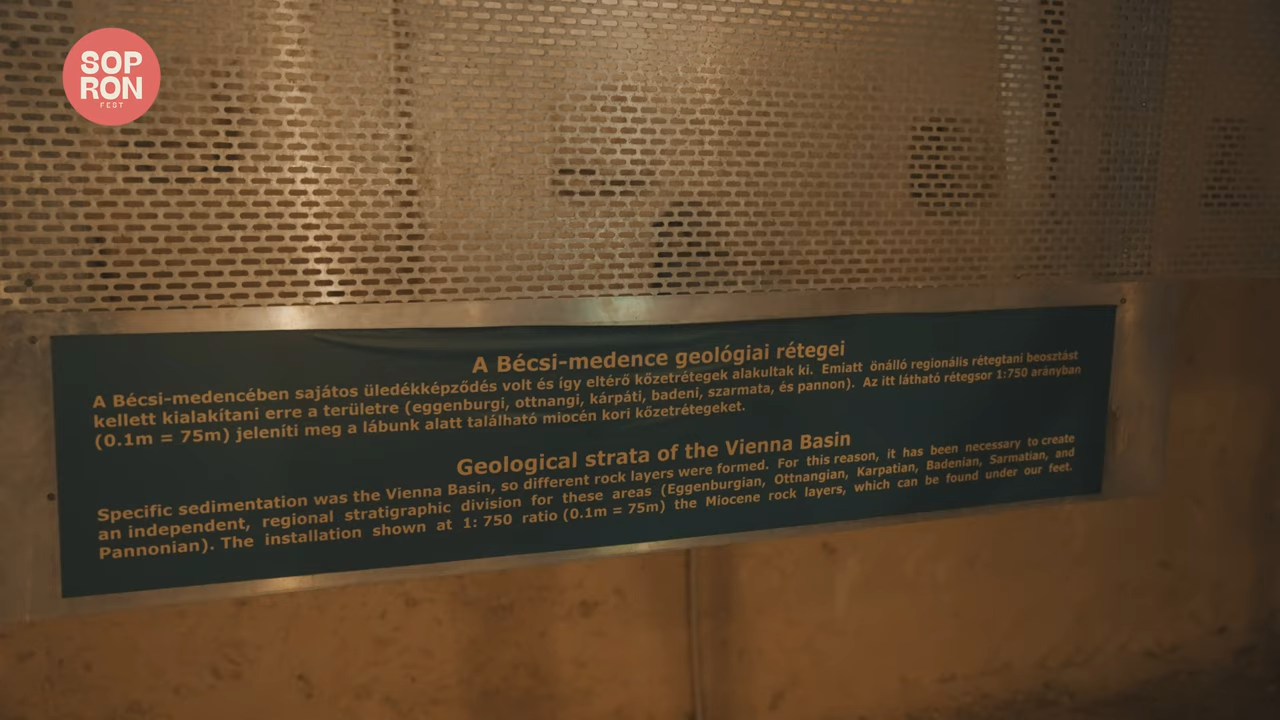 SOP
RON
FEST
A Bécsi-medence geológiai rétegei
A Bécsi-medencében sajátos üledékképződés volt és így eltérő kőzetrétegek alakultak ki. Emiatt önálló regionális rétegtani beosztást
kellett kialakítani erre a területre (eggenburgi, ottnangi, kárpáti, badeni, szarmata, és pannon). Az itt látható rétegsor 1:750 arányban
(0.1m = 75m) jeleníti meg a lábunk alatt található miocén kori kőzetrétegeket.
Geological strata of the Vienna Basin
Specific sedimentation was the Vienna Basin, so different rock layers were formed. For this reason, it has been necessary to create
an independent, regional stratigraphic division for these areas (Eggenburgian, Ottnangian, Karpatian, Badenian, Sarmatian, and
Pannonian). The installation shown at 1: 750 ratio (0.1m = 75m) the Miocene rock layers, which can be found under our feet.